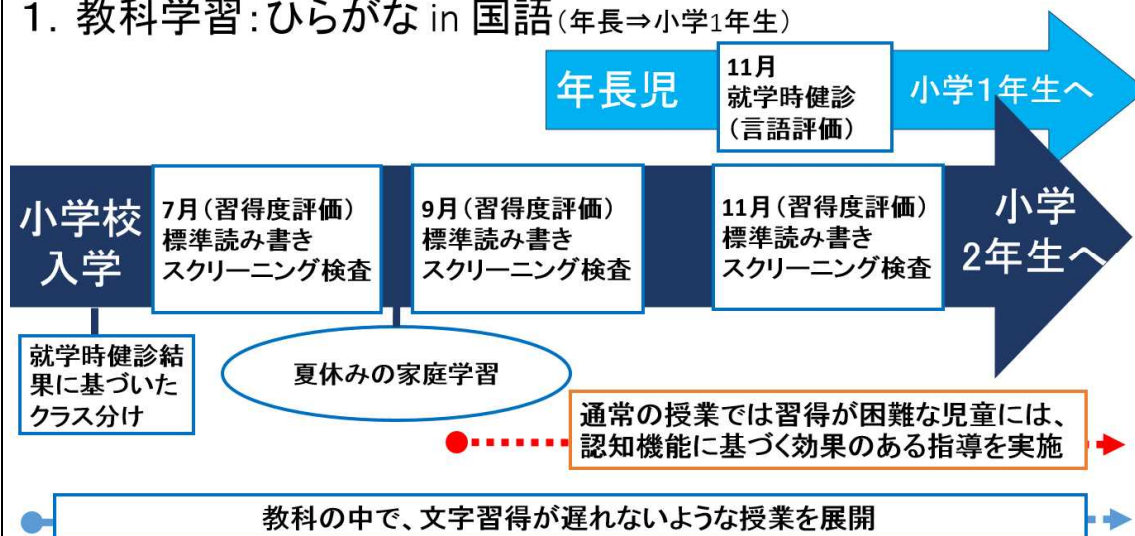 1. 教科学習:ひらがな in 国語(年長⇒小学1年生)
年長児
11月
就学時健診
(言語評価)
小学1年生へ
小学校
入学
7月(習得度評価)
標準読み書き
スクリーニング検査
9月(習得度評価)
標準読み書き
スクリーニング検査
11月(習得度評価)
標準読み書き
スクリーニング検査
小学
2年生へ
就学時健診結
果に基づいた
クラス分け
夏休みの家庭学習
通常の授業では習得が困難な児童には、
認知機能に基づく効果のある指導を実施
教科の中で、文字習得が遅れないような授業を展開